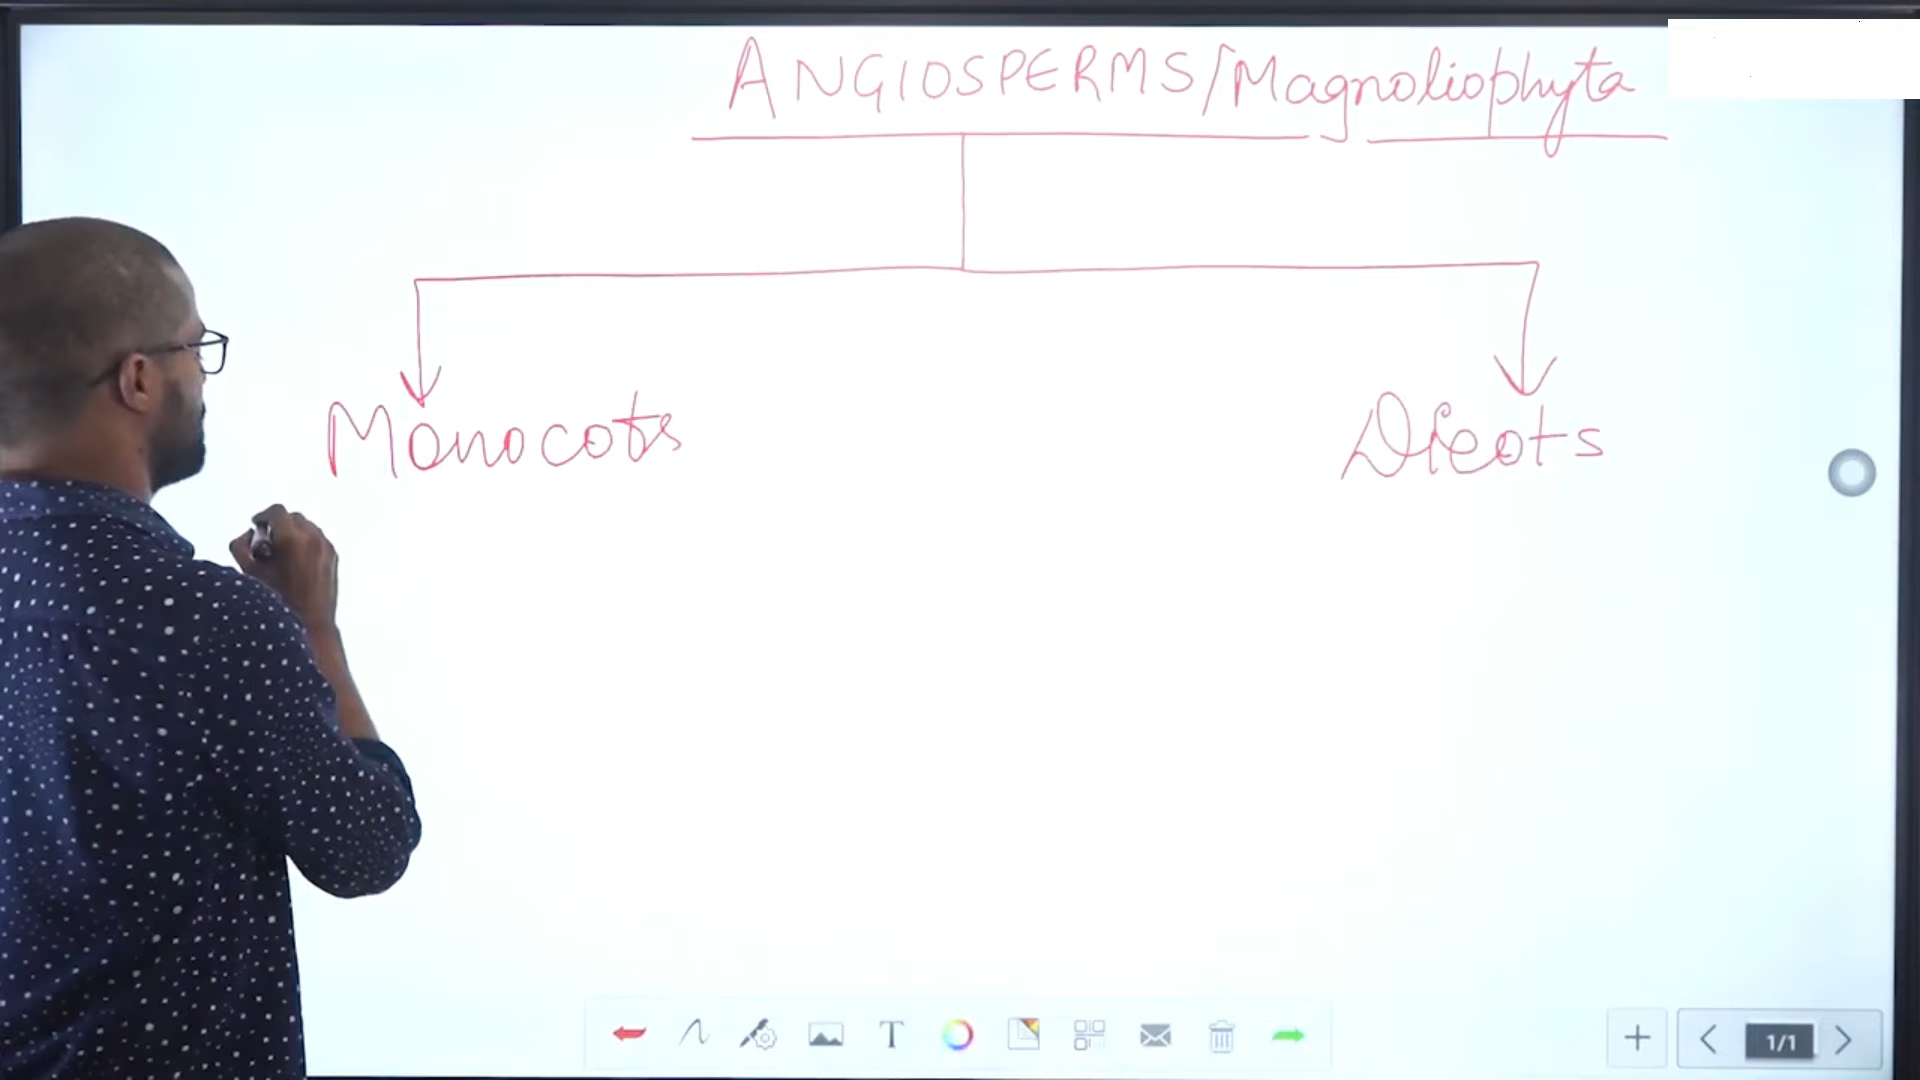 ANGIOSPERMS/Magnoliophyta
Monocots
Dicots
T
1/1